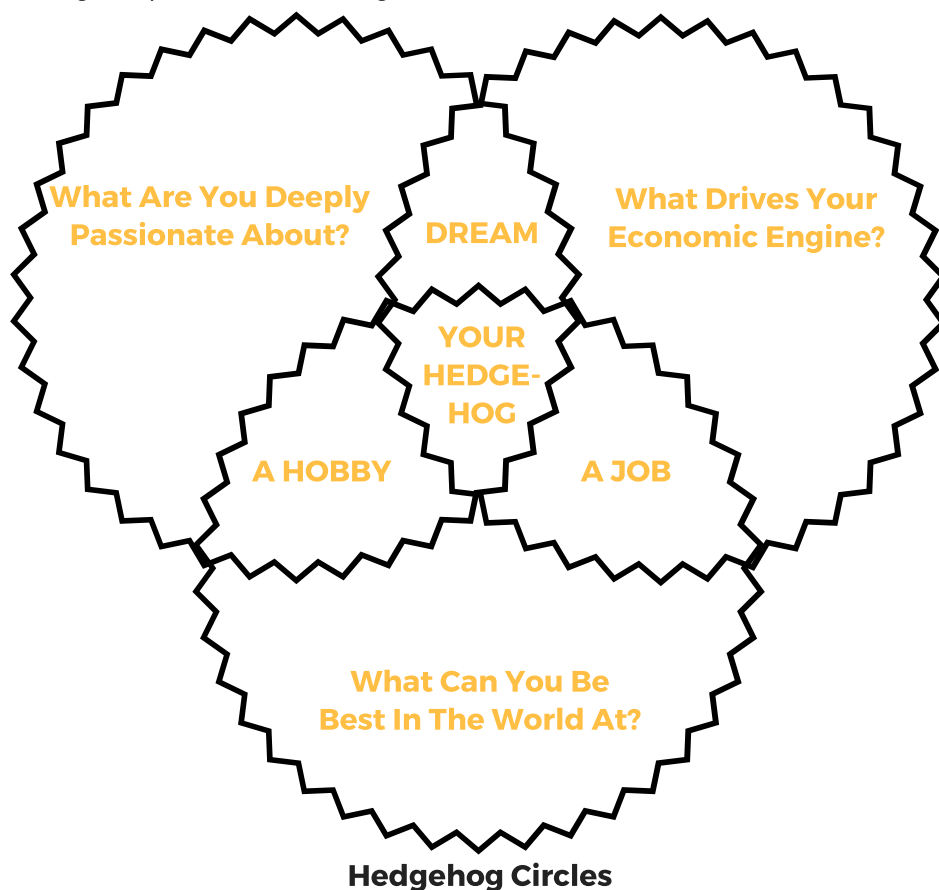 What Are You Deeply
Passionate About?
What Drives Your
Economic Engine?
DREAM
YOUR
HEDGE-
HOG
A HOBBY
A JOB
What Can You Be
Best In The World At?
Hedgehog Circles